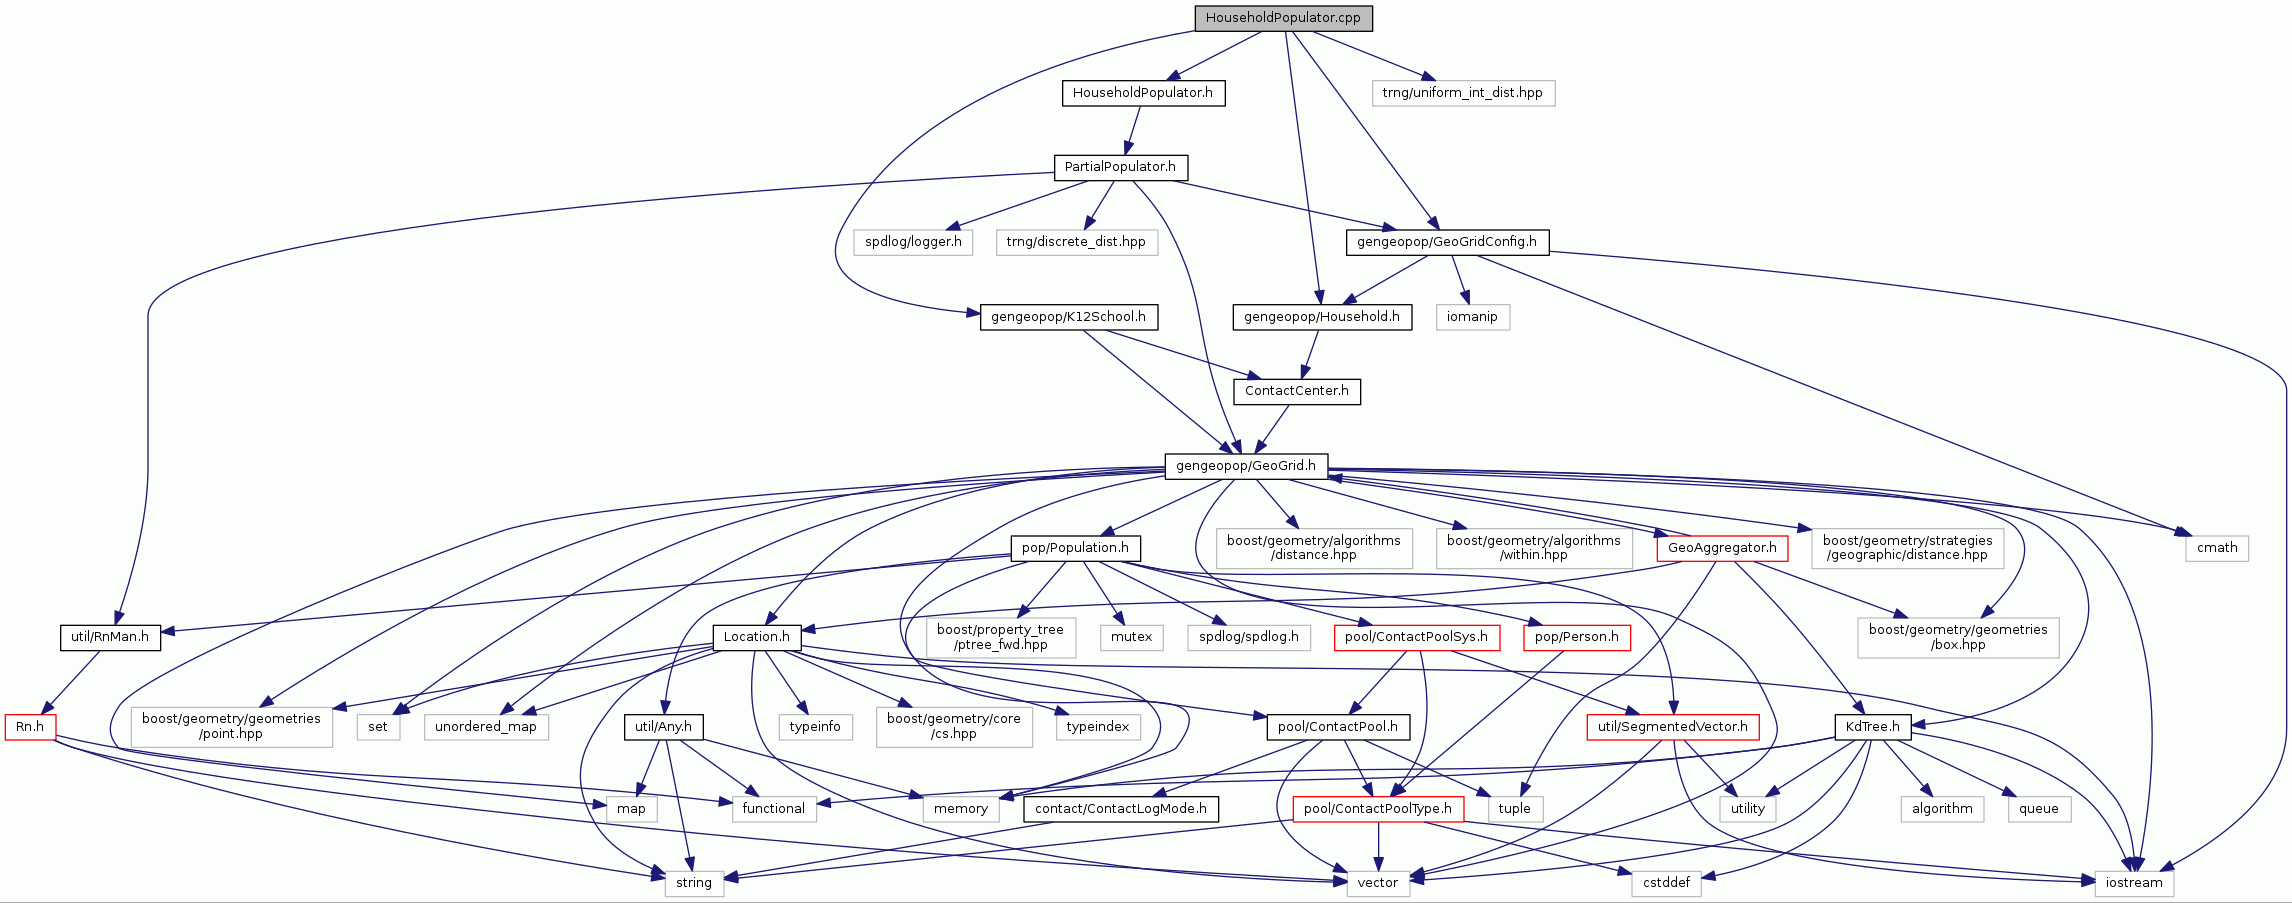 HouseholdPopulator.cpp
HouseholdPopulator.h
trng/uniform_int_dist.hpp
PartialPopulator.h
spdlog/logger.h
trng/discrete_dist.hpp
gengeopop/GeoGridConfig.h
gengeopop/K12School.h
gengeopop/Household.h
iomanip
ContactCenter.h
gengeopop/GeoGrid.h
pop/Population.h
boost/geometry/algorithms
/distance.hpp
boost/geometry/algorithms
/within.hpp
GeoAggregator.h
boost/geometry/strategies
/geographic/distance.hpp
cmath
util/RnMan.h
Location.h
boost/property_tree
/ptree_fwd.hpp
mutex
spdlog/spdlog.h
pool/ContactPoolSys.h
pop/Person.h
boost/geometry/geometries
/box.hpp
Rn.h
boost/geometry/geometries
/point.hpp
set
unordered_map
util/Any.h
typeinfo
boost/geometry/core
/cs.hpp
typeindex
pool/ContactPool.h
util/SegmentedVector.h
KdTree.h
map
functional
memory
contact/ContactLogMode.h
pool/ContactPoolType.h
tuple
utility
algorithm
queue
string
vector
cstddef
iostream